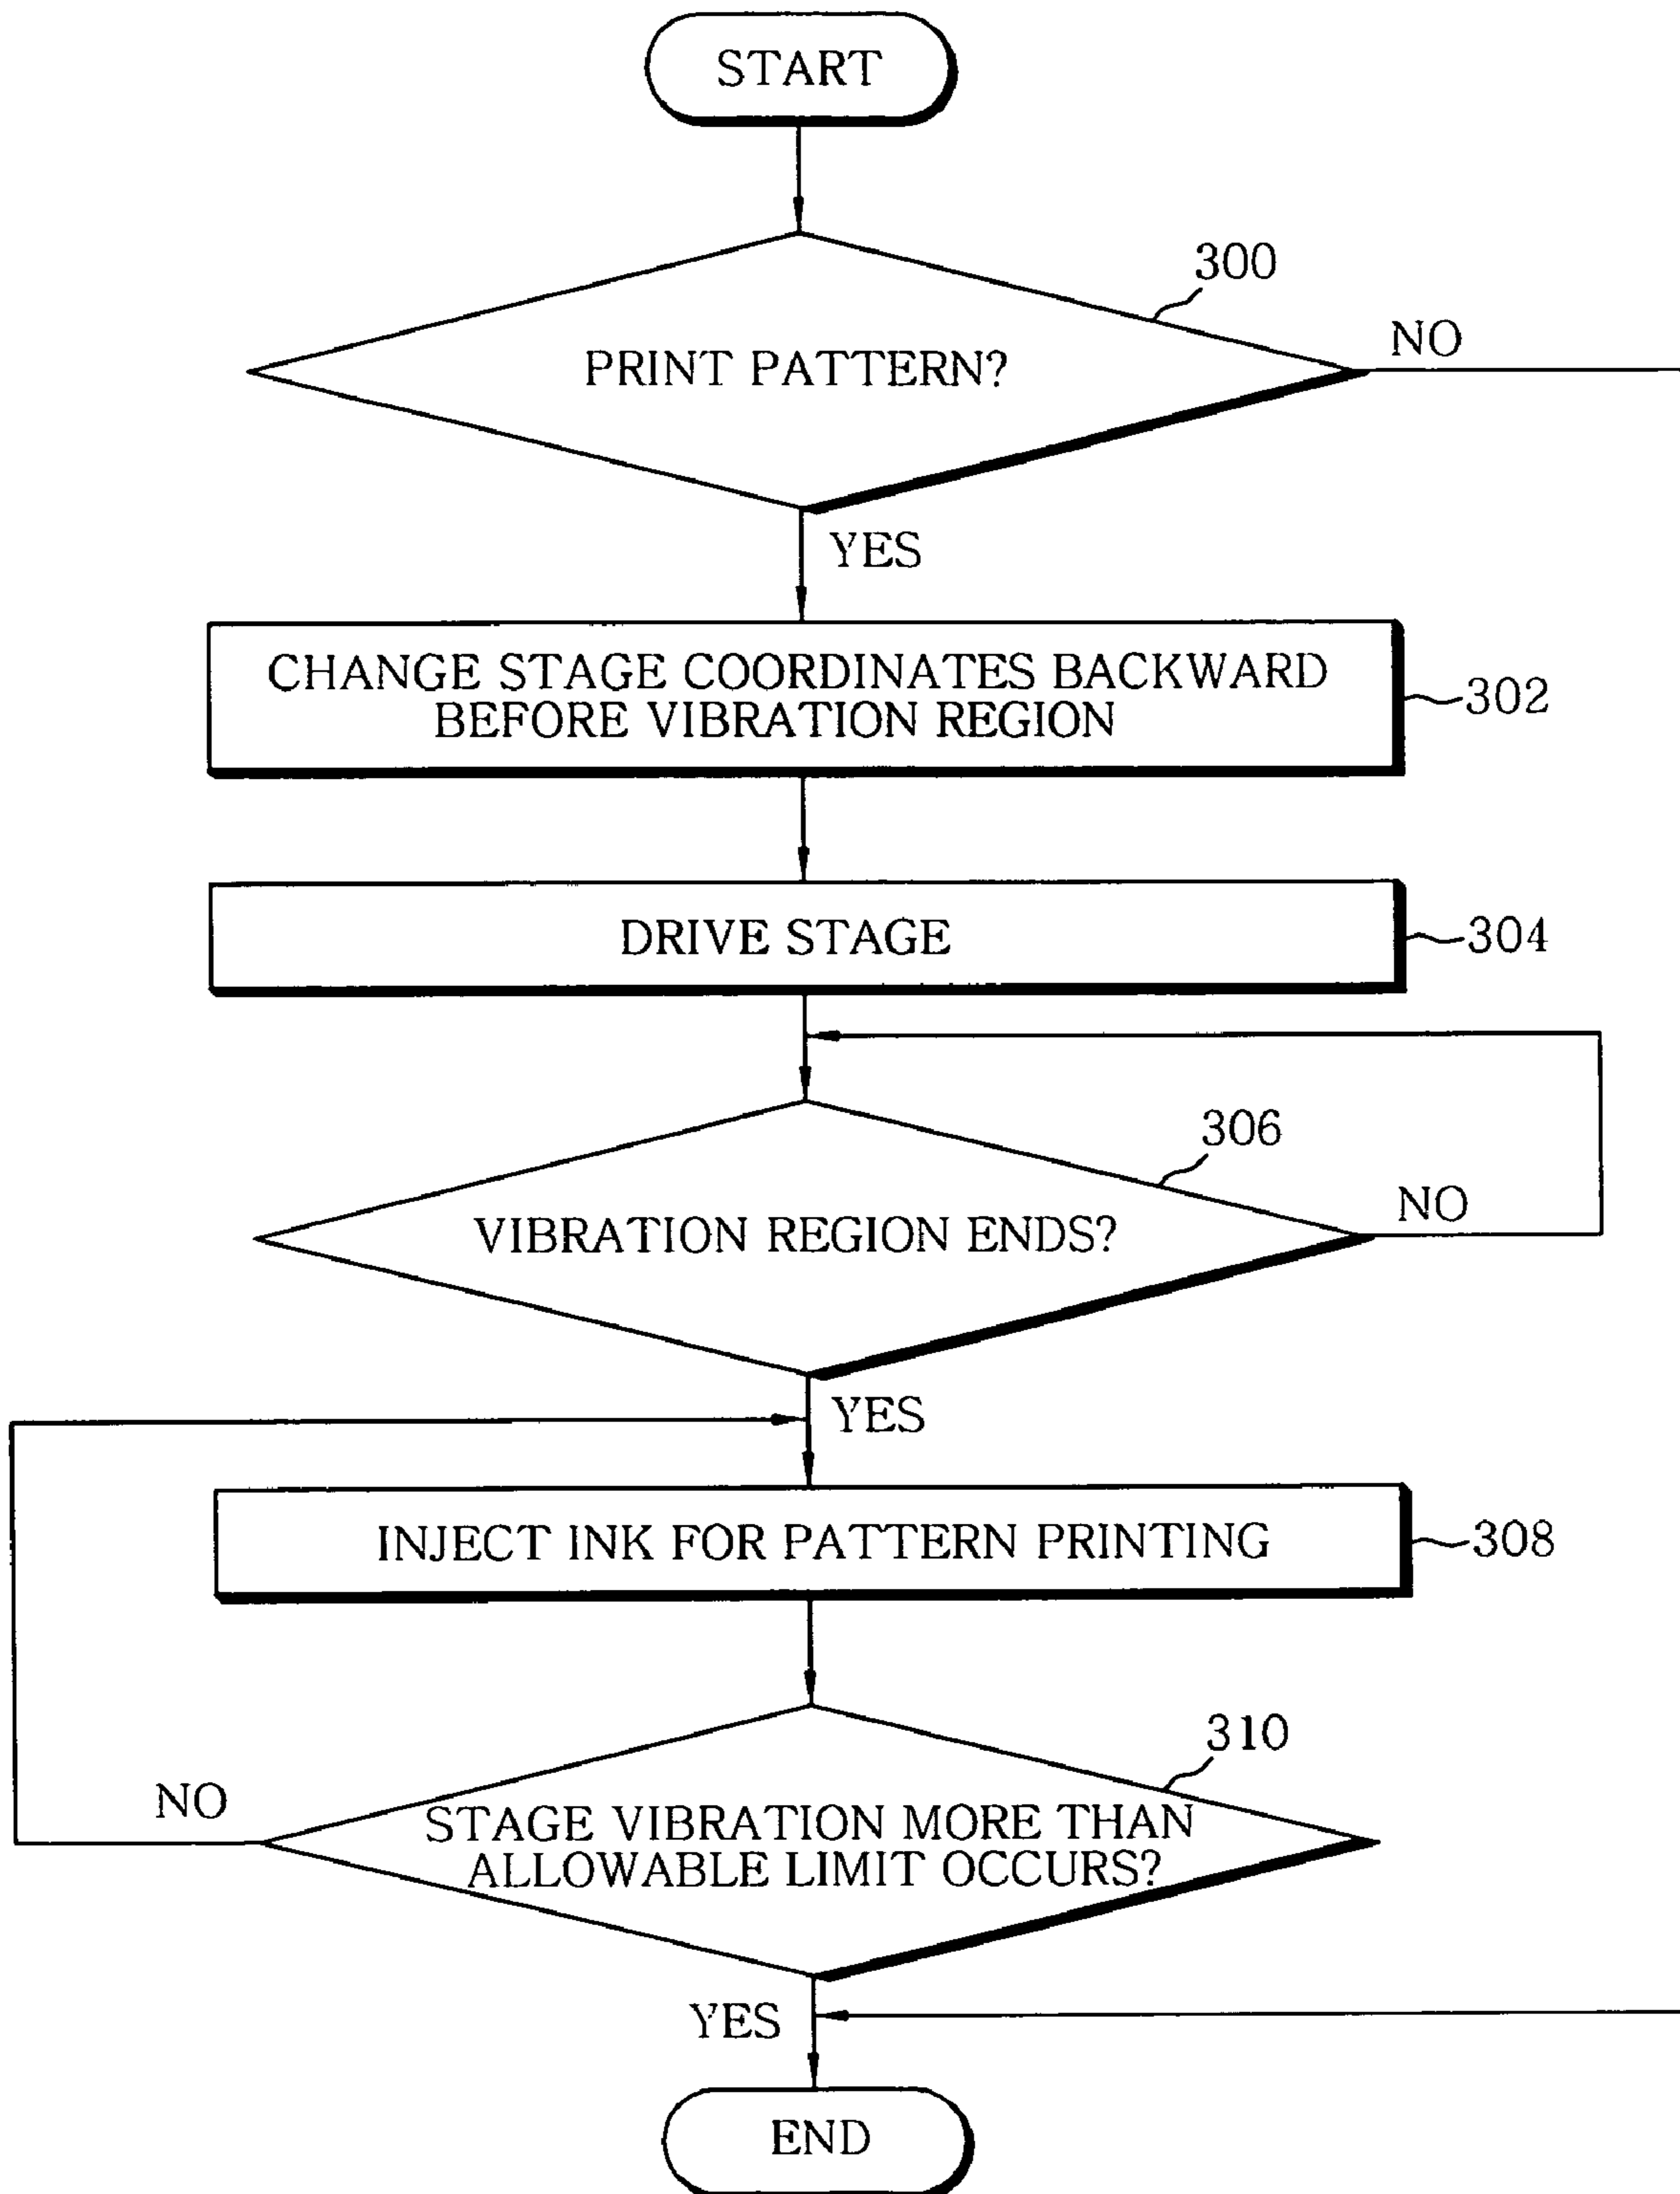 START
300
PRINT PATTERN?
NO
YES
CHANGE STAGE COORDINATES BACKWARD
BEFORE VIBRATION REGION
302
DRIVE STAGE
304
306
VIBRATION REGION ENDS?
NO
YES
INJECT INK FOR PATTERN PRINTING
308
310
NO
STAGE VIBRATION MORE THAN
ALLOWABLE LIMIT OCCURS?
YES
END